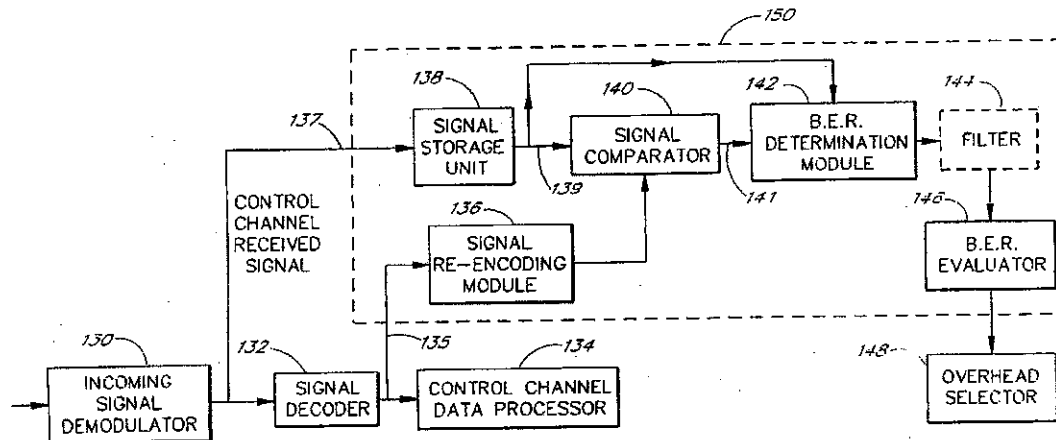 150
138
SIGNAL
STORAGE
UNIT
137
139
140
SIGNAL
COMPARATOR
141
142
B.E.R.
DETERMINATION
MODULE
144
FILTER
CONTROL
CHANNEL
RECEIVED
SIGNAL
136
SIGNAL
RE-ENCODING
MODULE
146
B.E.R.
EVALUATOR
130
INCOMING
SIGNAL
DEMODULATOR
132
SIGNAL
DECODER
135
134
CONTROL CHANNEL
DATA PROCESSOR
148
OVERHEAD
SELECTOR